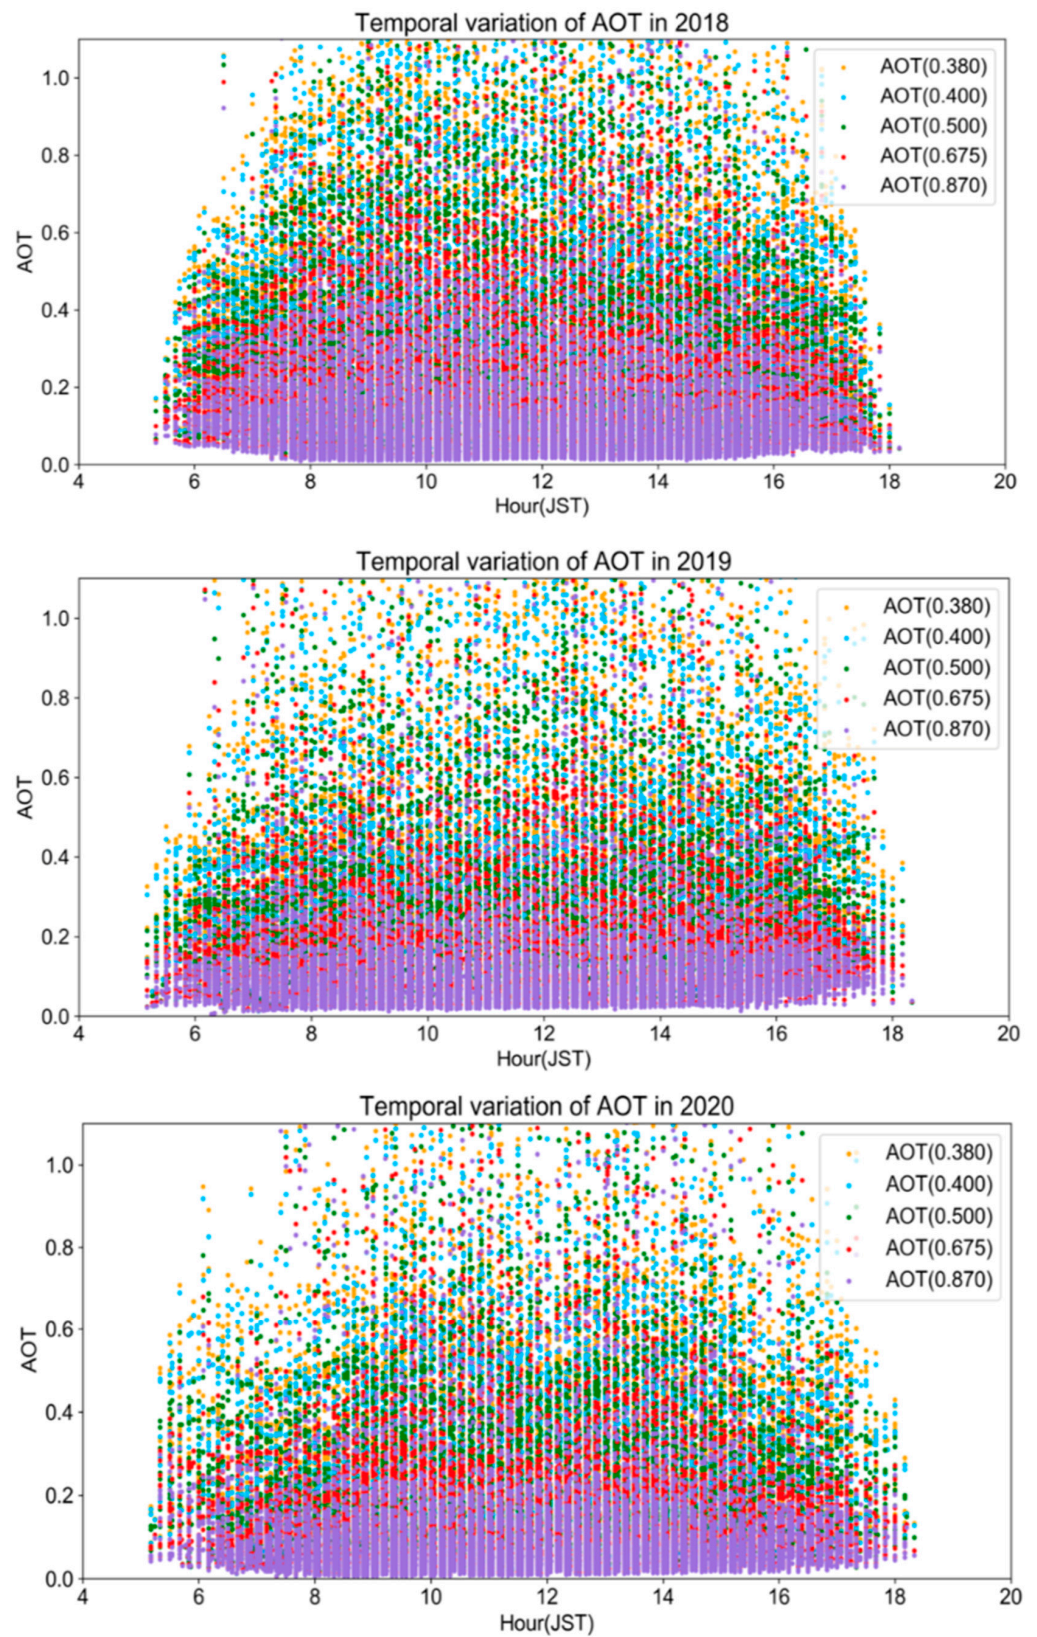 Temporal variation of AOT in 2018
AOT(0.380)
AOT(0.400)
AOT(0.500)
AOT(0.675)
AOT(0.870)
1.0
0.8
0.6
0.4
0.2
0.0
AOT
4 6 8 10 12 14 16 18 20
Hour(JST)
Temporal variation of AOT in 2019
AOT(0.380)
AOT(0.400)
AOT(0.500)
AOT(0.675)
AOT(0.870)
1.0
0.8
0.6
0.4
0.2
0.0
AOT
4 6 8 10 12 14 16 18 20
Hour(JST)
Temporal variation of AOT in 2020
AOT(0.380)
AOT(0.400)
AOT(0.500)
AOT(0.675)
AOT(0.870)
1.0
0.8
0.6
0.4
0.2
0.0
AOT
4 6 8 10 12 14 16 18 20
Hour(JST)